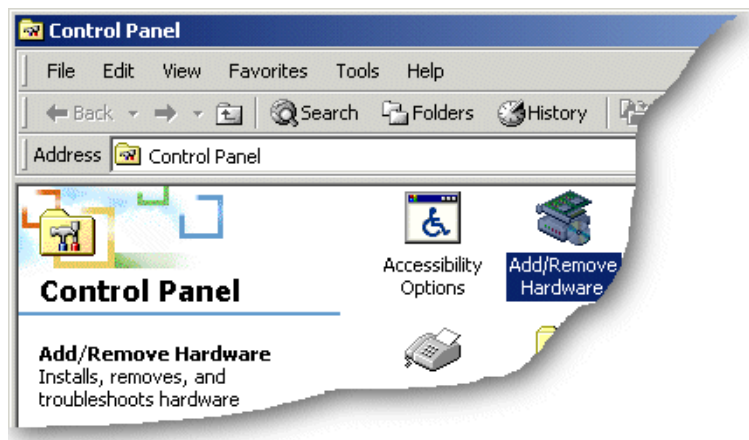 Control Panel
File Edit View Favorites Tools Help
Back Search Folders History
Address Control Panel
Control Panel
Accessibility Options
Add/Remove Hardware
Add/Remove Hardware
Installs, removes, and
troubleshoots hardware